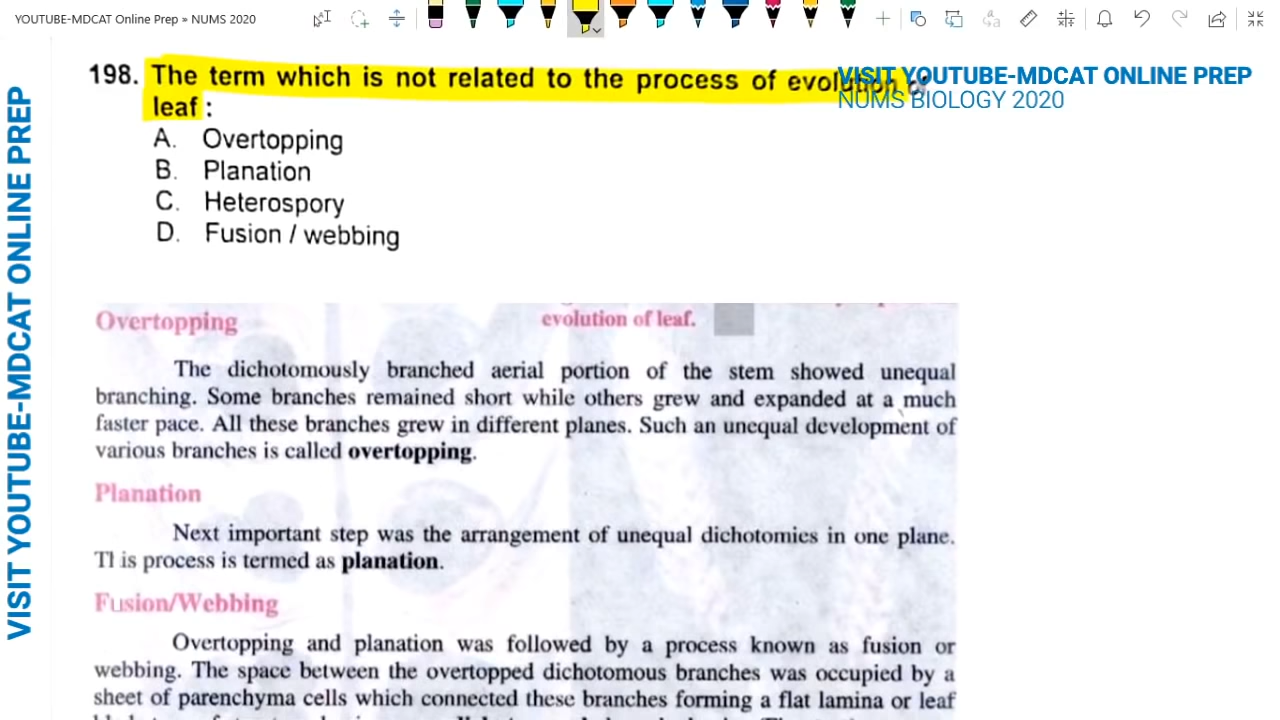 YOUTUBE-MDCAT Online Prep » NUMS 2020
VISIT YOUTUBE-MDCAT ONLINE PREP
198. The term which is not related to the process of evolution of
leaf :
VISIT YOUTUBE-MDCAT ONLINE PREP
NUMS BIOLOGY 2020
A. Overtopping
B. Planation
C. Heterospory
D. Fusion / webbing
evolution of leaf.
Overtopping
The dichotomously branched aerial portion of the stem showed unequal
branching. Some branches remained short while others grew and expanded at a much
faster pace. All these branches grew in different planes. Such an unequal development of
various branches is called overtopping.
Planation
Next important step was the arrangement of unequal dichotomies in one plane.
Tl is process is termed as planation.
Fusion/Webbing
Overtopping and planation was followed by a process known as fusion or
webbing. The space between the overtopped dichotomous branches was occupied by a
sheet of parenchyma cells which connected these branches forming a flat lamina or leaf